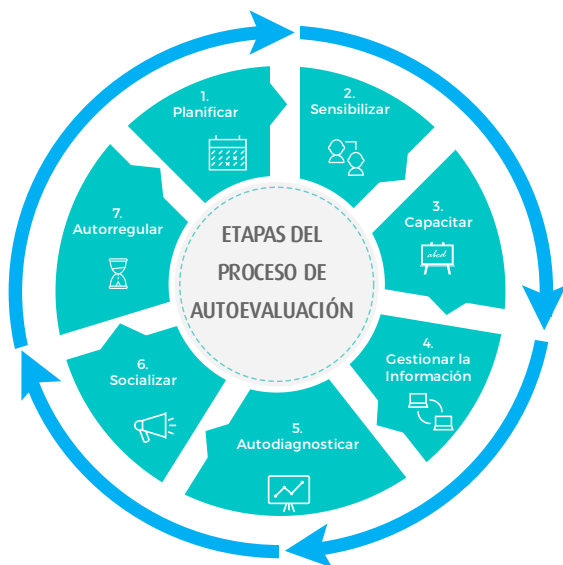 ETAPAS DEL
PROCESO DE
AUTOEVALUACIÓN
1.
Planificar
2.
Sensibilizar
3.
Capacitar
abcd
4.
Gestionar la
Información
5.
Autodiagnosticar
6.
Socializar
7.
Autorregular